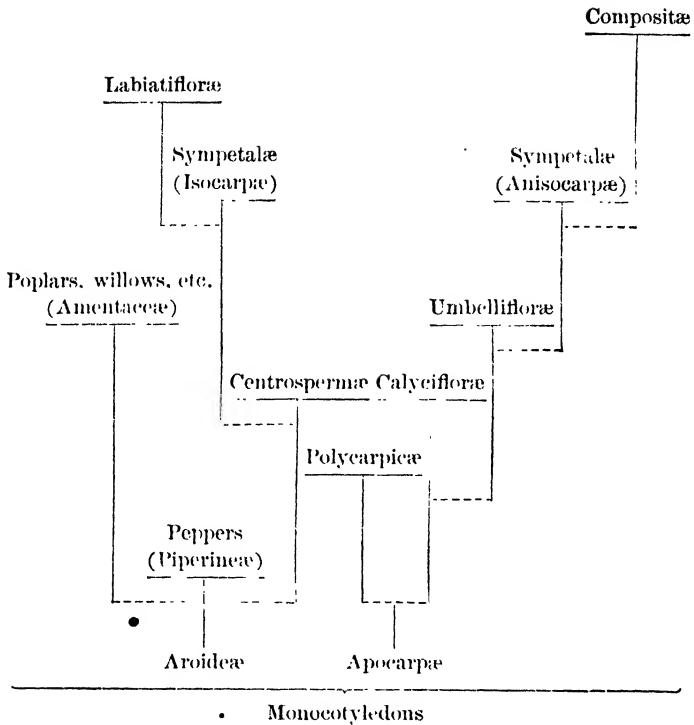 Compositæ
Labiatifloræ
Sympetalæ
(Isocarpæ)
Sympetalæ
(Anisocarpæ)
Poplars, willows, etc.
(Amentaceæ)
Umbellifloræ
Centrospermæ Calycifloræ
Polycarpicæ
Peppers
(Piperineæ)
Aroideæ
Apocarpæ
Monocotyledons